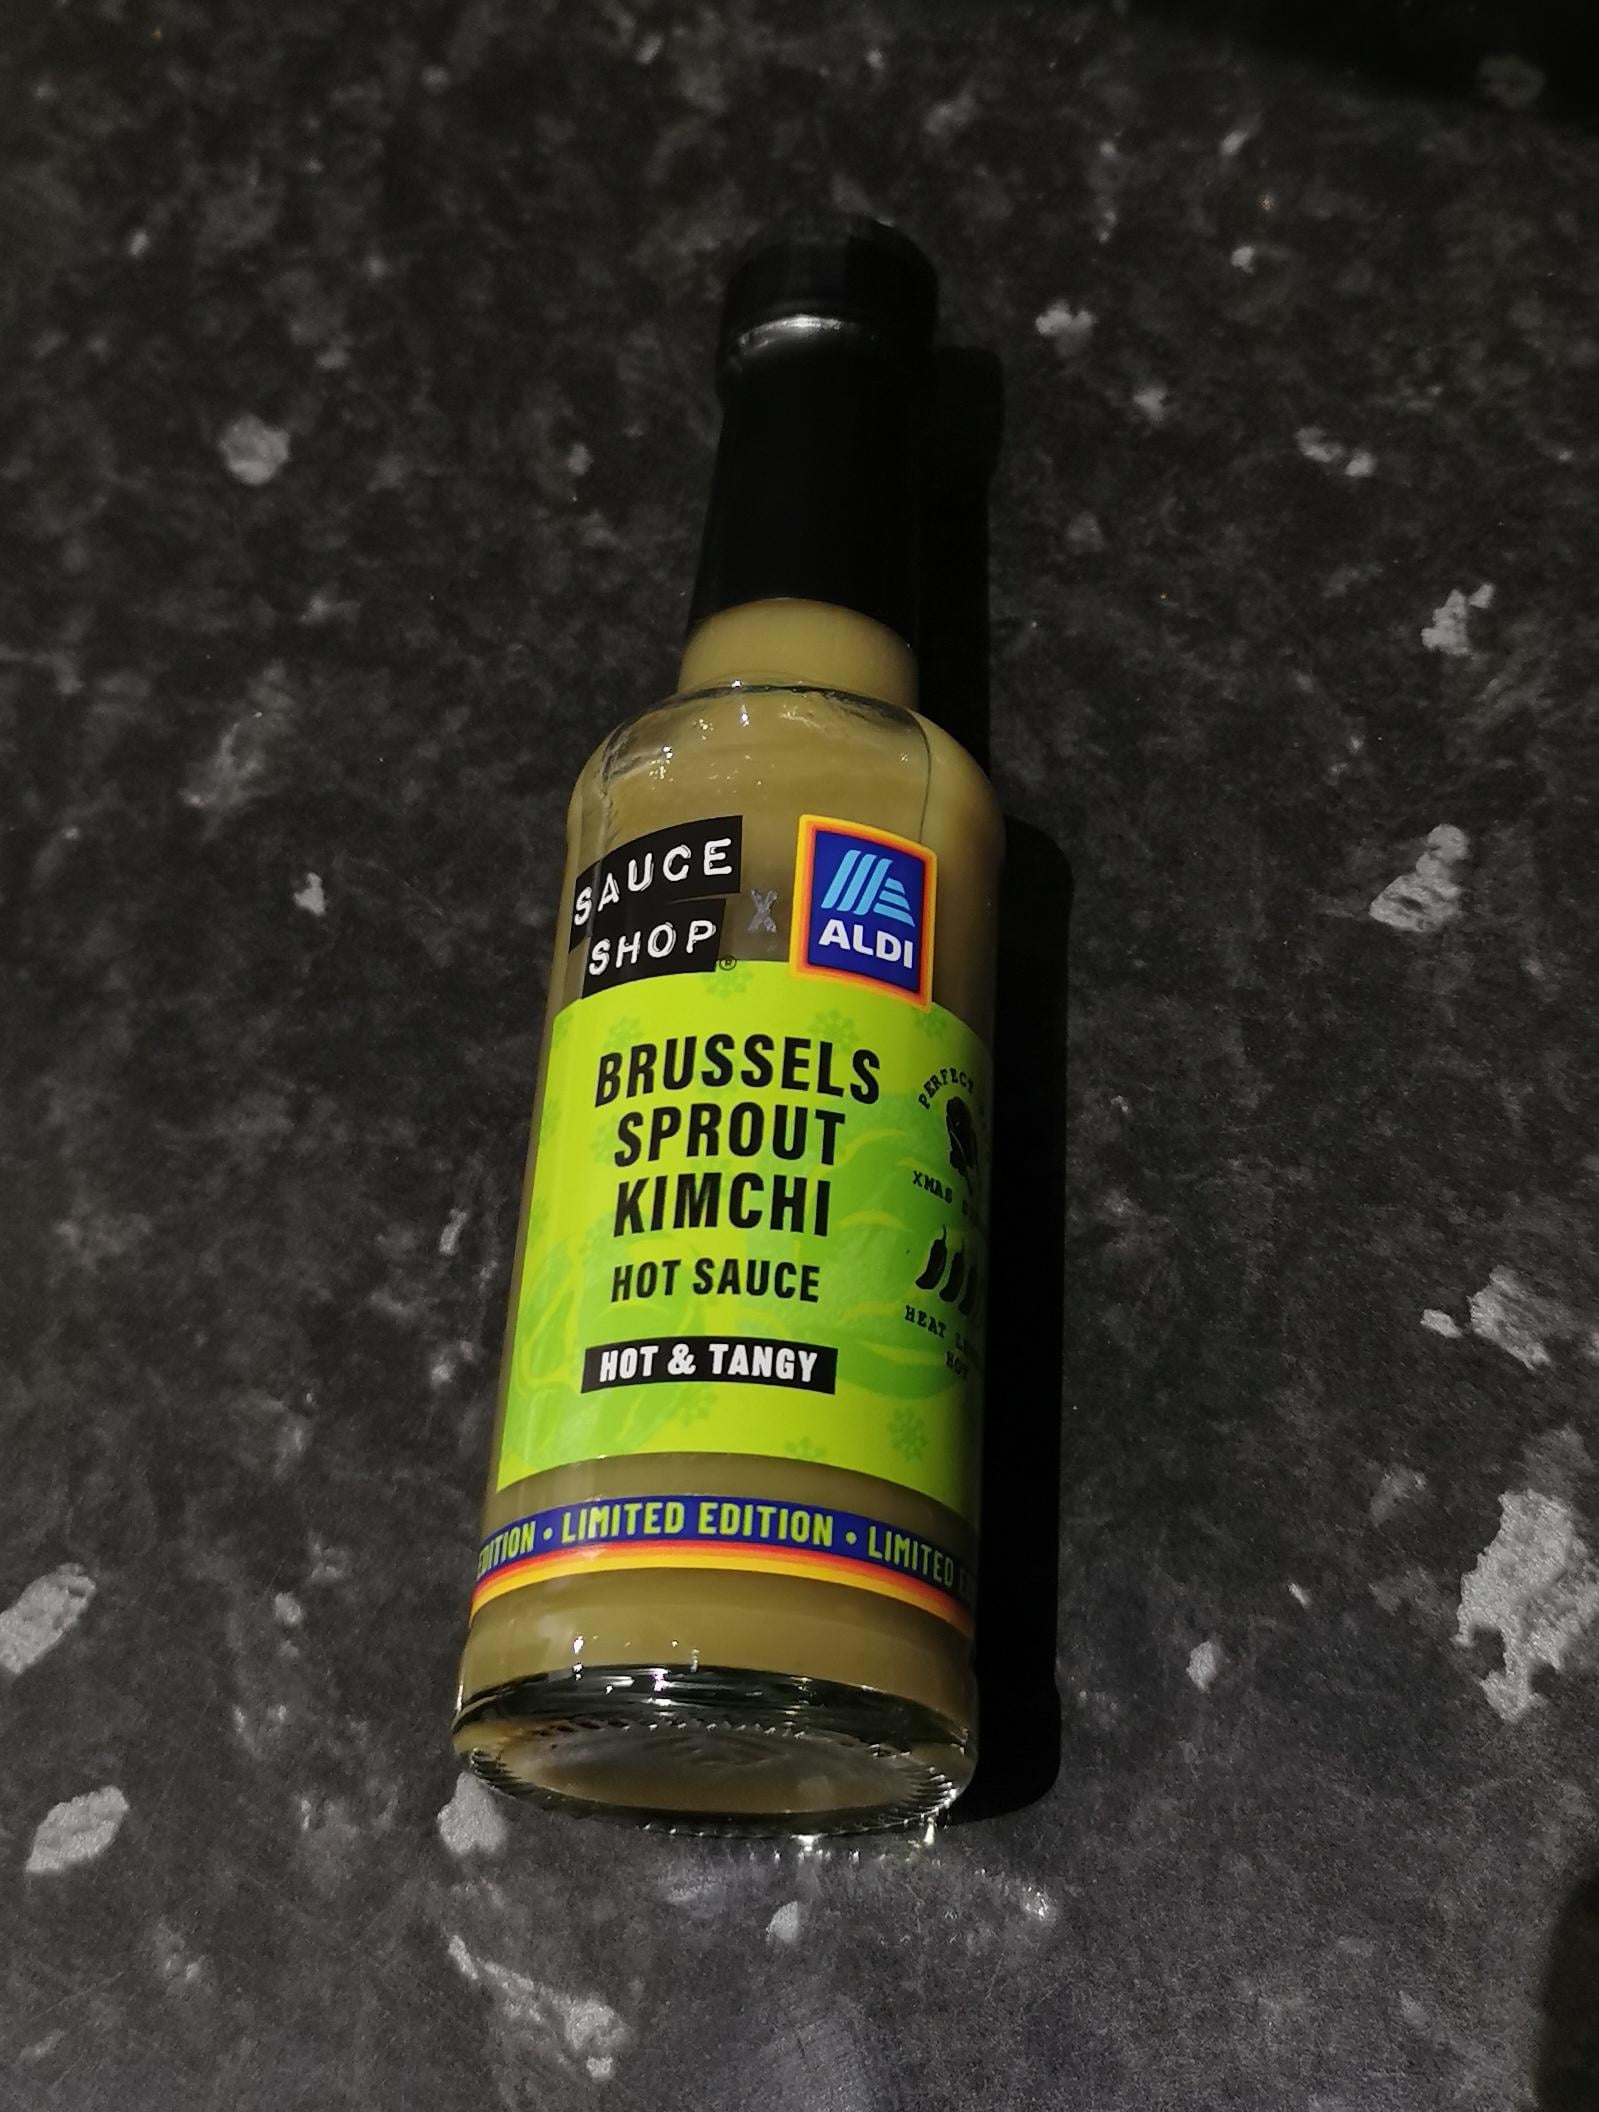 SAUCE
SHOP®
X
ALDI
BRUSSELS
SPROUT
KIMCHI
HOT SAUCE
HOT & TANGY
PERFECT
XMAS
HEAT
HOT
EDITION • LIMITED EDITION • LIMITED